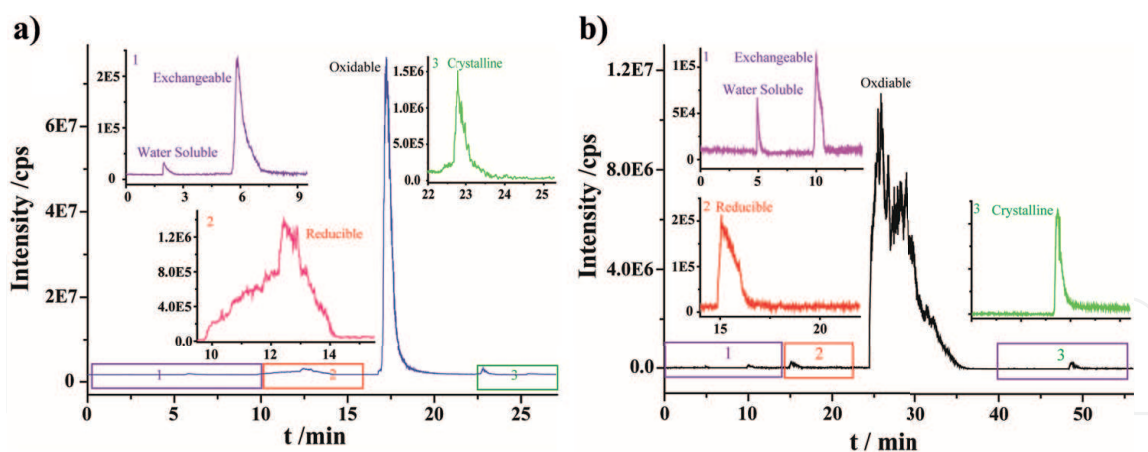 a)
Intensity /cps
6E7
4E7
2E7
0
0
5
10
15
20
25
t /min
1
2E5
1E5
0
Exchangeable
Water Soluble
0
3
6
9
Oxidable
3 Crystalline
1.5E6
1.0E6
5.0E5
0.0
22
23
24
25
2
Reducible
1.2E6
8.0E5
4.0E5
0.0
10
12
14
1
2
3
b)
Intensity /cps
1.2E7
9.0E6
6.0E6
3.0E6
0.0
0
10
20
30
40
50
t / min
1
Exchangeable
1E5
Water Soluble
5E4
0
0
5
10
Oxdiable
2 Reducible
2E5
1E5
0
15
20
3 Crystalline
1
2
3